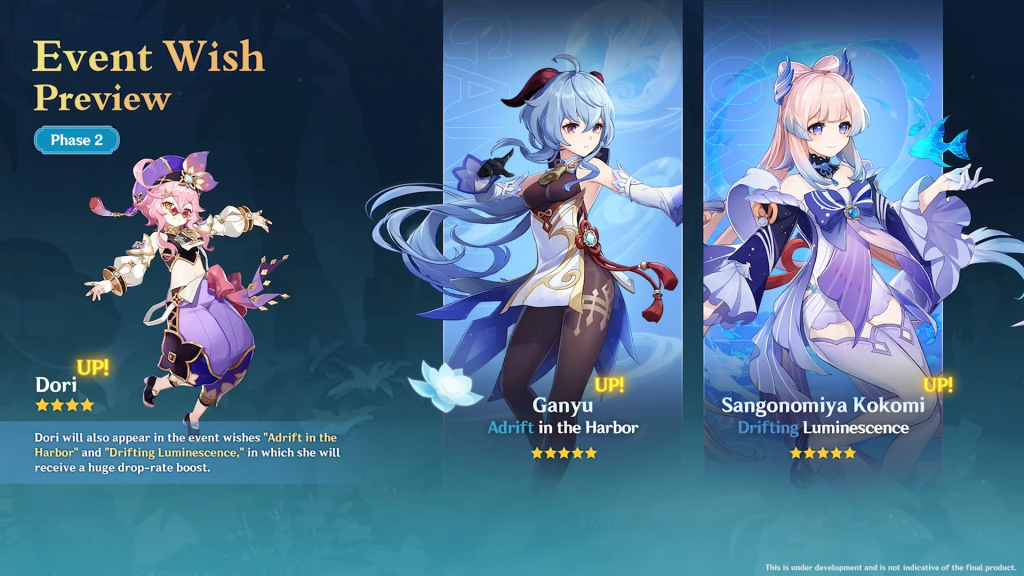 Event Wish
Preview
Phase 2
UP!
Dori
Dori will also appear in the event wishes "Adrift in the
Harbor" and "Drifting Luminescence," in which she will
receive a huge drop-rate boost.
UP!
Ganyu
Adrift in the Harbor
UP!
Sangonomiya Kokomi
Drifting Luminescence
This is under development and is not indicative of the final product.